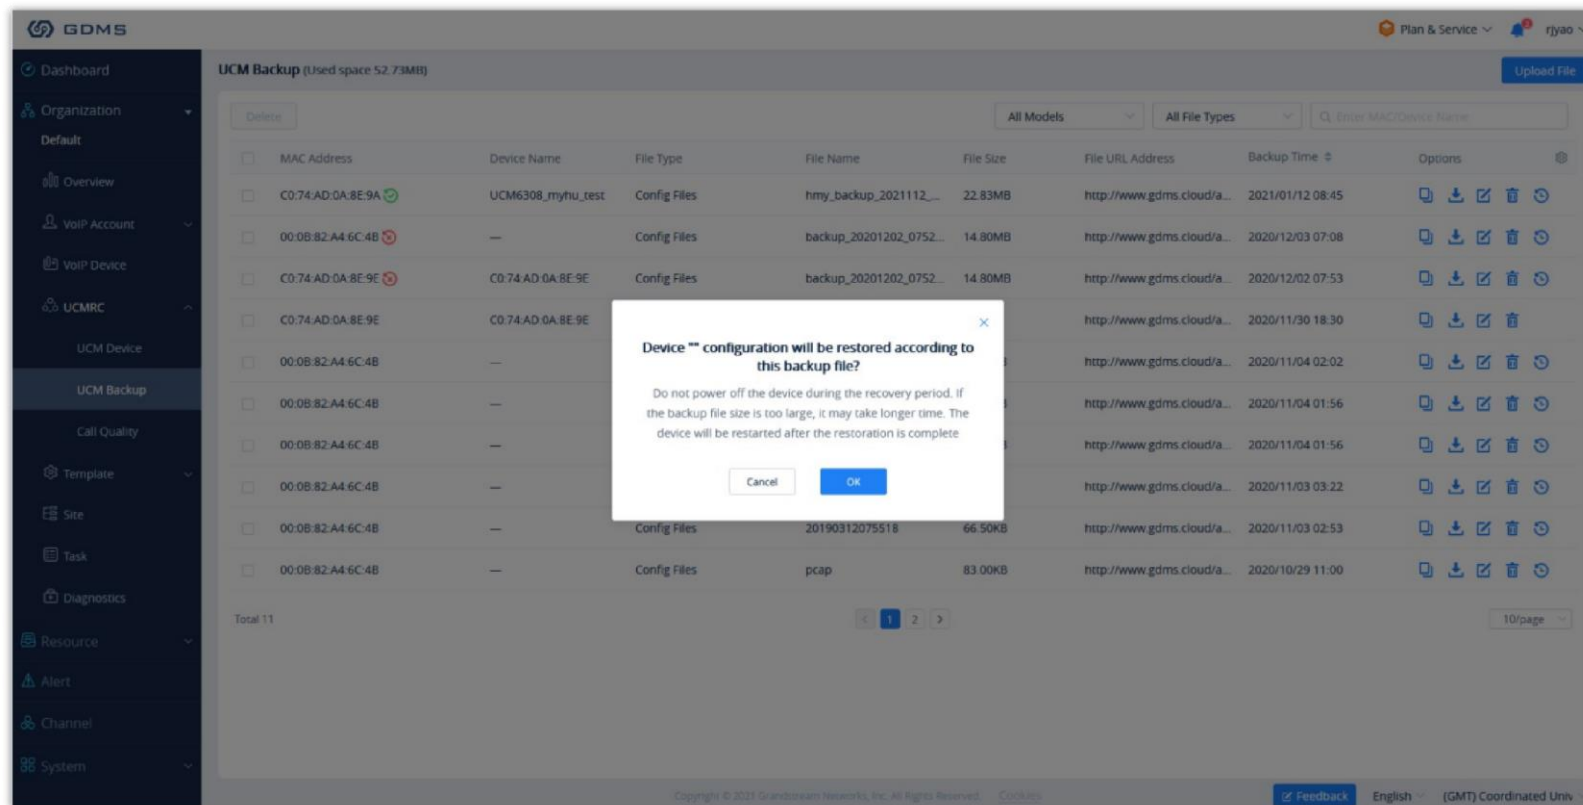 GDMS
Plan & Service
2
rjyao
Dashboard
Organization
Default
Overview
VoIP Account
VoIP Device
UCMRC
UCM Device
UCM Backup
Call Quality
Template
Site
Task
Diagnostics
Resource
Alert
Channel
System
UCM Backup (Used space 52.73MB)
Upload File
Delete
All Models
All File Types
Enter MAC/Device Name
MAC Address Device Name File Type File Name File Size File URL Address Backup Time Options
C0:74:AD:0A:8E:9A UCM6308_myhu_test Config Files hmy_backup_2021112_... 22.83MB http://www.gdms.cloud/a... 2021/01/12 08:45
00:0B:82:A4:6C:4B — Config Files backup_20201202_0752... 14.80MB http://www.gdms.cloud/a... 2020/12/03 07:08
C0:74:AD:0A:8E:9E C0:74:AD:0A:8E:9E Config Files backup_20201202_0752... 14.80MB http://www.gdms.cloud/a... 2020/12/02 07:53
C0:74:AD:0A:8E:9E C0:74:AD:0A:8E:9E http://www.gdms.cloud/a... 2020/11/30 18:30
00:0B:82:A4:6C:4B — http://www.gdms.cloud/a... 2020/11/04 02:02
00:0B:82:A4:6C:4B — http://www.gdms.cloud/a... 2020/11/04 01:56
00:0B:82:A4:6C:4B — http://www.gdms.cloud/a... 2020/11/04 01:56
00:0B:82:A4:6C:4B — http://www.gdms.cloud/a... 2020/11/03 03:22
00:0B:82:A4:6C:4B — Config Files 20190312075518 66.50KB http://www.gdms.cloud/a... 2020/11/03 02:53
00:0B:82:A4:6C:4B — Config Files pcap 83.00KB http://www.gdms.cloud/a... 2020/10/29 11:00
Device "" configuration will be restored according to
this backup file?
Do not power off the device during the recovery period. If
the backup file size is too large, it may take longer time. The
device will be restarted after the restoration is complete
Cancel
OK
Total 11
< 1 2 >
10/page
Copyright © 2021 Grandstream Networks, Inc. All Rights Reserved. Cookies
Feedback
English
(GMT) Coordinated Univ